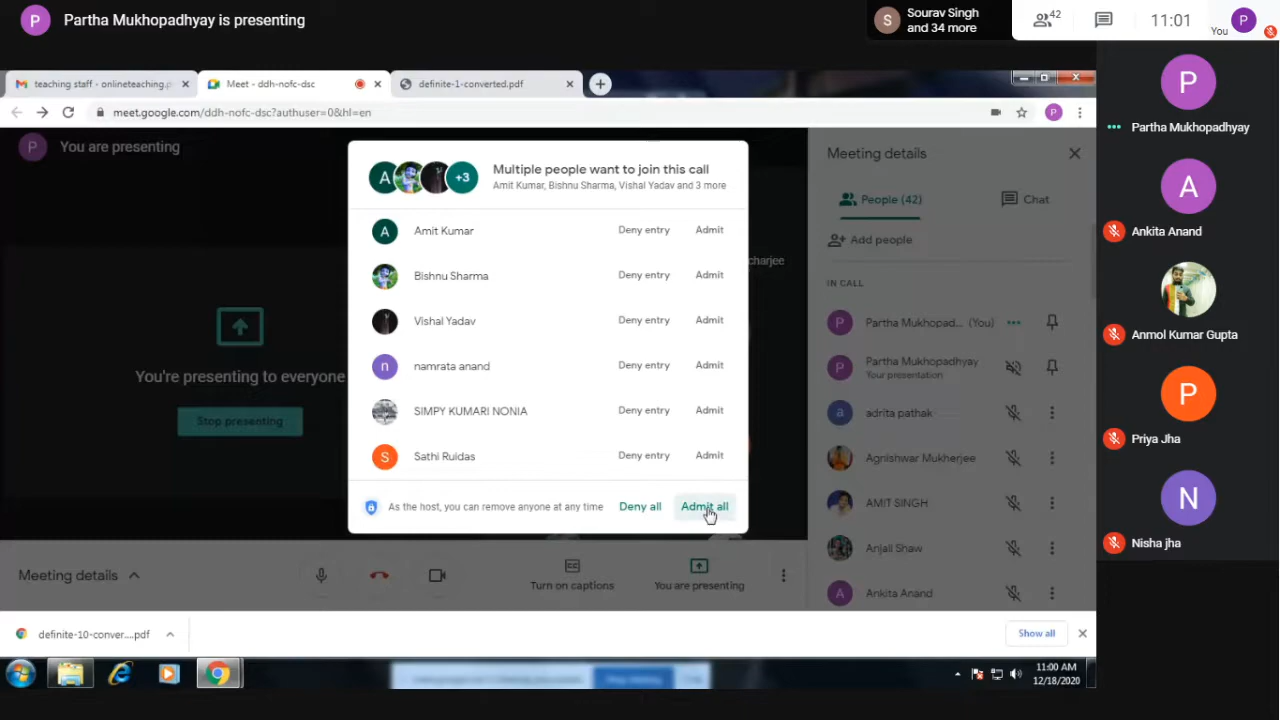 P Partha Mukhopadhyay is presenting
S Sourav Singh
and 34 more
42
11:01
You P
teaching staff - onlineteaching.p
Meet - ddh-nofc-dsc
definite-1-converted.pdf
meet.google.com/ddh-nofc-dsc?authuser=0&hl=en
P
P You are presenting
You're presenting to everyone
Stop presenting
A +3
Multiple people want to join this call
Amit Kumar, Bishnu Sharma, Vishal Yadav and 3 more
A Amit Kumar Deny entry Admit
Bishnu Sharma Deny entry Admit
Vishal Yadav Deny entry Admit
n namrata anand Deny entry Admit
SIMPY KUMARI NONIA Deny entry Admit
S Sathi Ruidas Deny entry Admit
As the host, you can remove anyone at any time Deny all Admit all
charjee
Meeting details
People (42) Chat
Add people
IN CALL
P Partha Mukhopad... (You)
P Partha Mukhopadhyay
Your presentation
a adrita pathak
Agnishwar Mukherjee
AMIT SINGH
Anjali Shaw
A Ankita Anand
Meeting details
CC
Turn on captions
You are presenting
definite-10-conver....pdf
Show all
11:00 AM
12/18/2020
P
Partha Mukhopadhyay
A
Ankita Anand
Anmol Kumar Gupta
P
Priya Jha
N
Nisha jha